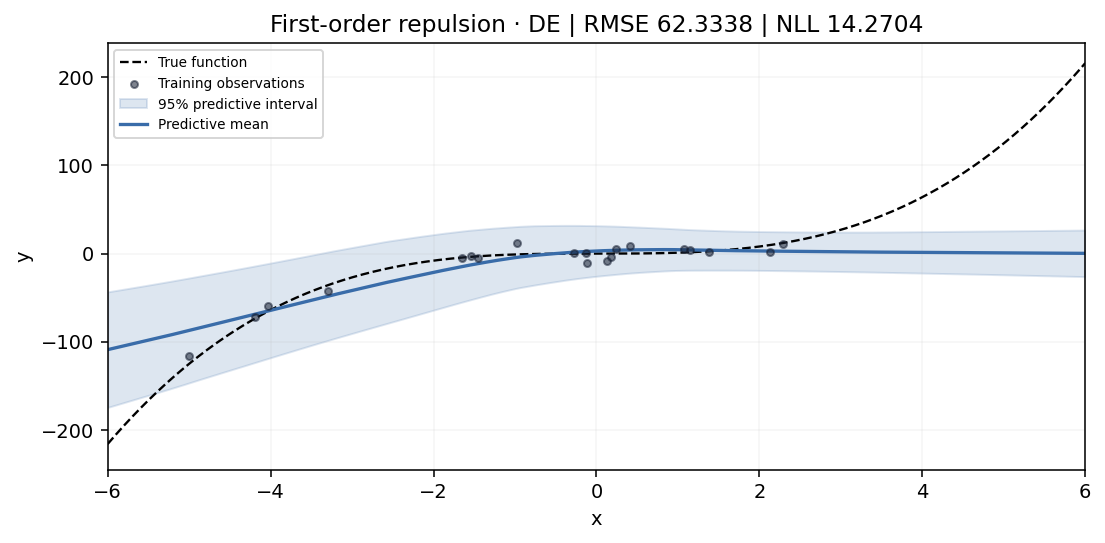 First-order repulsion · DE | RMSE 62.3338 | NLL 14.2704
True function
Training observations
95% predictive interval
Predictive mean
200
100
0
−100
−200
y
−6 −4 −2 0 2 4 6
x